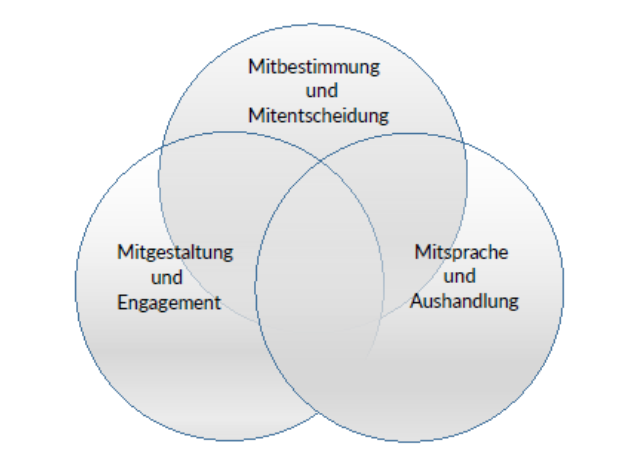 Mitbestimmung
und
Mitentscheidung
Mitgestaltung
und
Engagement
Mitsprache
und
Aushandlung